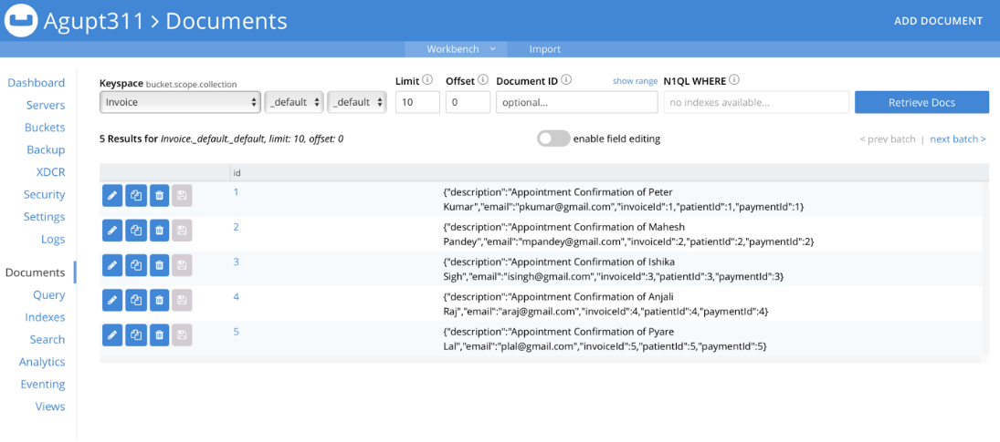 Agupt311 > Documents
ADD DOCUMENT
Workbench
Import
Dashboard
Servers
Buckets
Backup
XDCR
Security
Settings
Logs
Documents
Query
Indexes
Search
Analytics
Eventing
Views
Keyspace bucket.scope.collection
Limit
Offset
Document ID
show range
N1QL WHERE
Invoice
_default
_default
10
0
optional...
no indexes available...
Retrieve Docs
5 Results for Invoice._default._default, limit: 10, offset: 0
enable field editing
< prev batch | next batch >
id
1
{"description":"Appointment Confirmation of Peter
Kumar","email":"pkumar@gmail.com","invoiceId":1,"patientId":1,"paymentId":1}
2
{"description":"Appointment Confirmation of Mahesh
Pandey","email":"mpandey@gmail.com","invoiceId":2,"patientId":2,"paymentId":2}
3
{"description":"Appointment Confirmation of Ishika
Sigh","email":"isingh@gmail.com","invoiceId":3,"patientId":3,"paymentId":3}
4
{"description":"Appointment Confirmation of Anjali
Raj","email":"araj@gmail.com","invoiceId":4,"patientId":4,"paymentId":4}
5
{"description":"Appointment Confirmation of Pyare
Lal","email":"plal@gmail.com","invoiceId":5,"patientId":5,"paymentId":5}